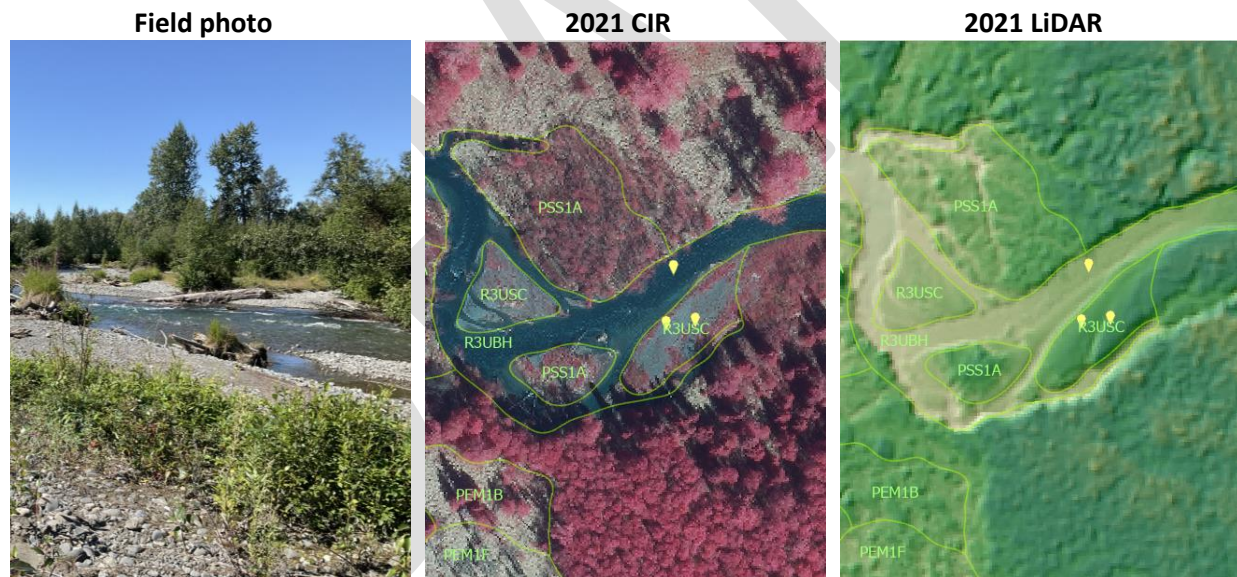 Field photo
2021 CIR
2021 LiDAR
PSS1A
R3USC
R3USC
R3UBH
PSS1A
PEM1B
PEM1F
PSS1A
R3USC
R3USC
R3UBH
PSS1A
PEM1B
PEM1F